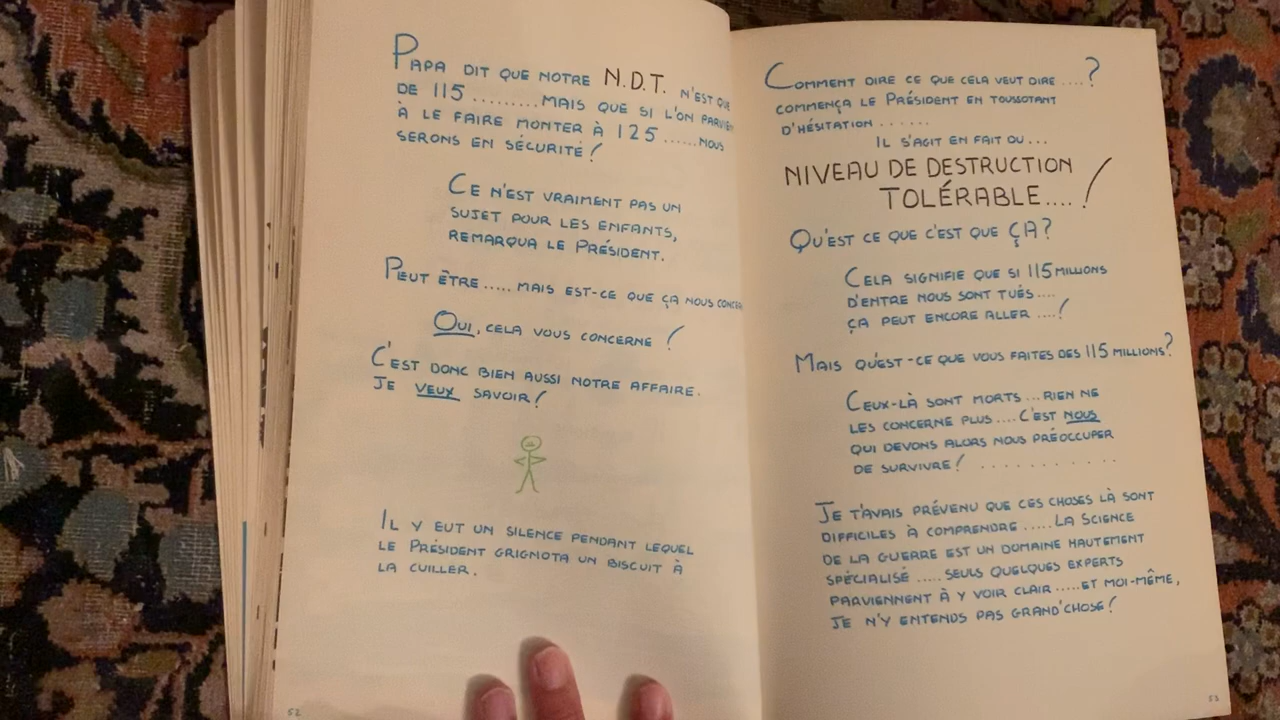 PAPA DIT QUE NOTRE N.D.T. N'EST QUE
DE 115 ......... MAIS QUE SI L'ON
À LE FAIRE MONTER À 125 ...... NOUS
SERONS EN SÉCURITÉ !
CE N'EST VRAIMENT PAS UN
SUJET POUR LES ENFANTS,
REMARQUA LE PRÉSIDENT.
PEUT ÊTRE ..... MAIS EST-CE QUE ÇA NOUS
OUI, CELA VOUS CONCERNE !
C'EST DONC BIEN AUSSI NOTRE AFFAIRE.
JE VEUX SAVOIR !
IL Y EUT UN SILENCE PENDANT LEQUEL
LE PRÉSIDENT GRIGNOTA UN BISCUIT À
LA CUILLER.
52
COMMENT DIRE CE QUE CELA VEUT DIRE ....?
COMMENÇA LE PRÉSIDENT EN TOUSSOTANT
D'HÉSITATION ......
IL S'AGIT EN FAIT DU ...
NIVEAU DE DESTRUCTION
TOLÉRABLE.... !
QU'EST CE QUE C'EST QUE ÇA?
CELA SIGNIFIE QUE SI 115 MILLIONS
D'ENTRE NOUS SONT TUÉS ....
ÇA PEUT ENCORE ALLER ....!
MAIS QU'EST-CE QUE VOUS FAITES DES 115 MILLIONS?
CEUX-LÀ SONT MORTS ... RIEN NE
LES CONCERNE PLUS .... C'EST NOUS
QUI DEVONS ALORS NOUS PRÉOCCUPER
DE SURVIVRE! ..........
JE T'AVAIS PRÉVENU QUE CES CHOSES LÀ SONT
DIFFICILES À COMPRENDRE ..... LA SCIENCE
DE LA GUERRE EST UN DOMAINE HAUTEMENT
SPÉCIALISÉ ..... SEULS QUELQUES EXPERTS
PARVIENNENT À Y VOIR CLAIR ..... ET MOI-MÊME,
JE N'Y ENTENDS PAS GRAND'CHOSE!
53